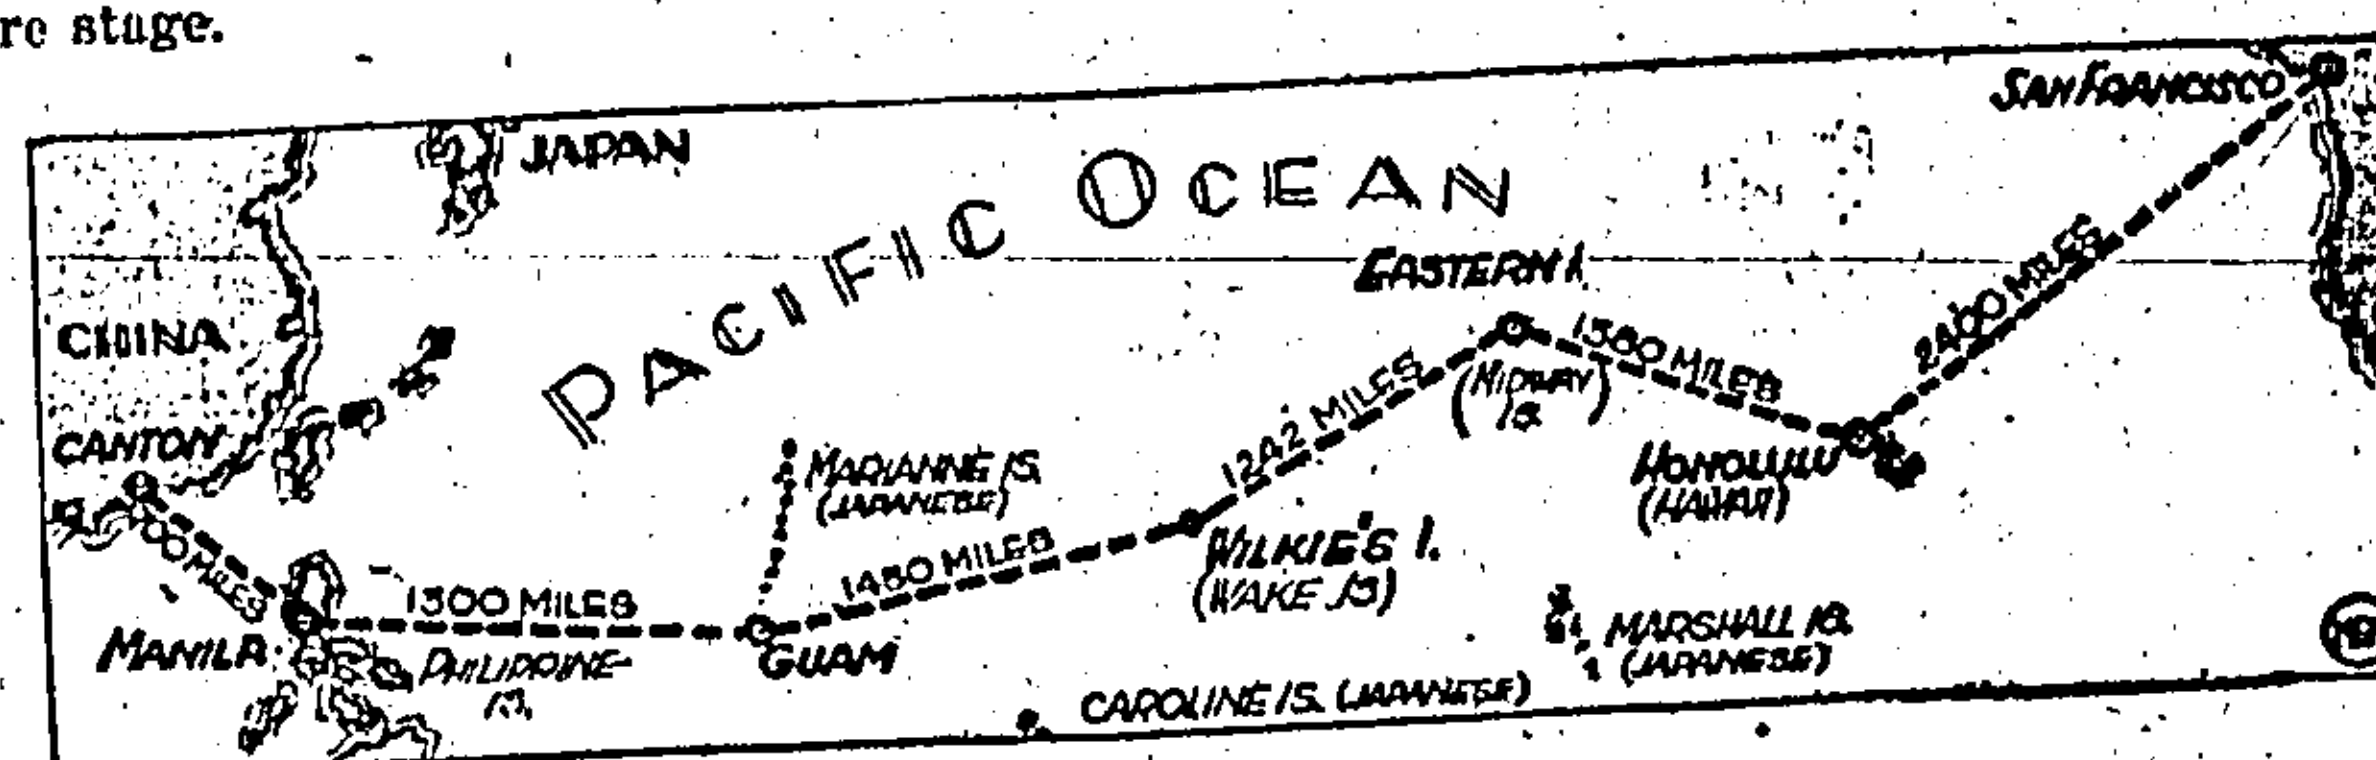 re stage.
SAN FRANCISCO
JAPAN
PACIFIC OCEAN
EASTERN I.
2400 MILES
CHINA
1380 MILES
(MIDWAY
IS.)
1242 MILES
CANTON
MARIANNE IS.
(JAPANESE)
HONOLULU
(HAWAII)
WILKIE'S I.
(WAKE IS)
1450 MILES
MILES
1500 MILES
MANILA
PHILIPPINE
IS.
GUAM
MARSHALL IS.
(JAPANESE)
CAROLINE IS. (JAPANESE)